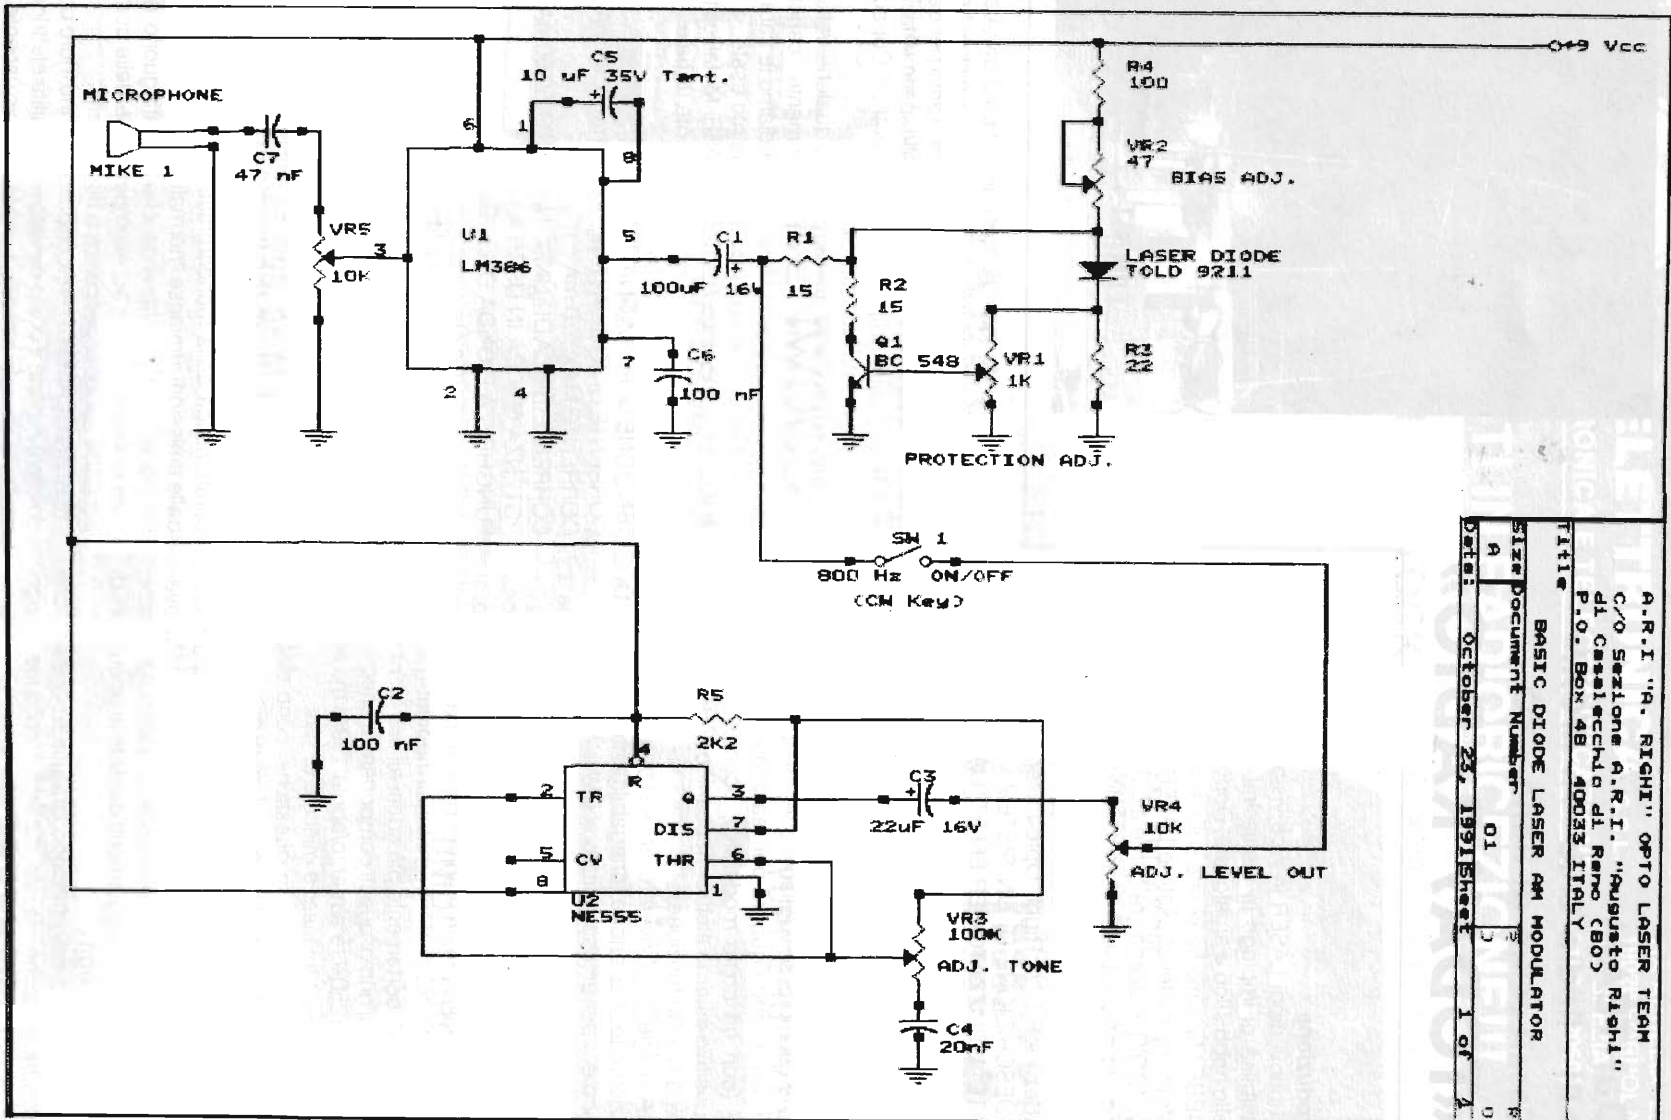 +9 Vcc
C5
10 uF 35V Tant.
R4
100
MICROPHONE
6
1
8
C7
47 nF
MIKE 1
VR2
47
BIAS ADJ.
VR5
10K
3
U1
LM386
5
C1
100uF 16V
R1
15
LASER DIODE
TOLD 9211
R2
15
Q1
BC 548
VR1
1K
R3
22
7
C6
100 nF
2
4
PROTECTION ADJ.
SW 1
800 Hz ON/OFF
(CW Key)
C2
100 nF
R5
2K2
4
R
2
TR
Q
3
DIS
7
5
CV
THR
6
8
1
U2
NE555
C3
22uF 16V
VR4
10K
ADJ. LEVEL OUT
VR3
100K
ADJ. TONE
C4
20nF
A.R.I "A. RIGHI" OPTO LASER TEAM
C/O Sezione A.R.I. "Augusto Righi"
di Casalecchio di Reno (BO)
P.O. Box 48 40033 ITALY
Title
BASIC DIODE LASER AM MODULATOR
Size Document Number
A 01
Date: October 23, 1991 Sheet 1 of 1